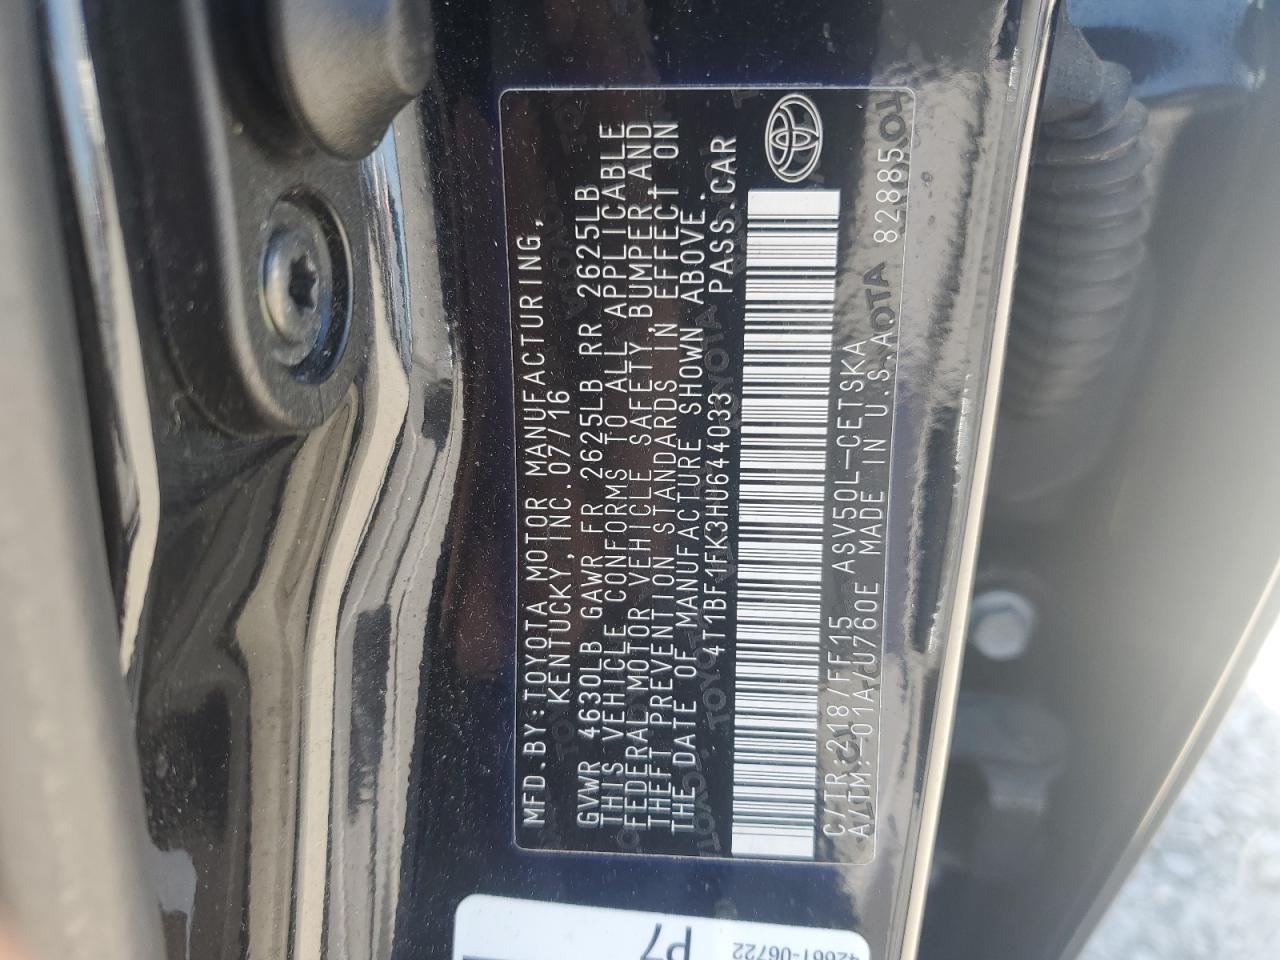 MFD.BY:TOYOTA MOTOR MANUFACTURING,
KENTUCKY,INC.07/16
GVWR 4630LB GAWR FR 2625LB RR 2625LB
THIS VEHICLE CONFORMS TO ALL APPLICABLE
FEDERAL MOTOR VEHICLE SAFETY,BUMPER,AND
THEFT PREVENTION STANDARDS IN EFFECT ON
THE DATE OF MANUFACTURE SHOWN ABOVE.
4T1BF1FK3HU644033 PASS.CAR
C/TR:218/FF15 ASV50L-CETSKA
A/TM:-01A/U760E MADE IN U.S.A
82885
P7
42661-06722